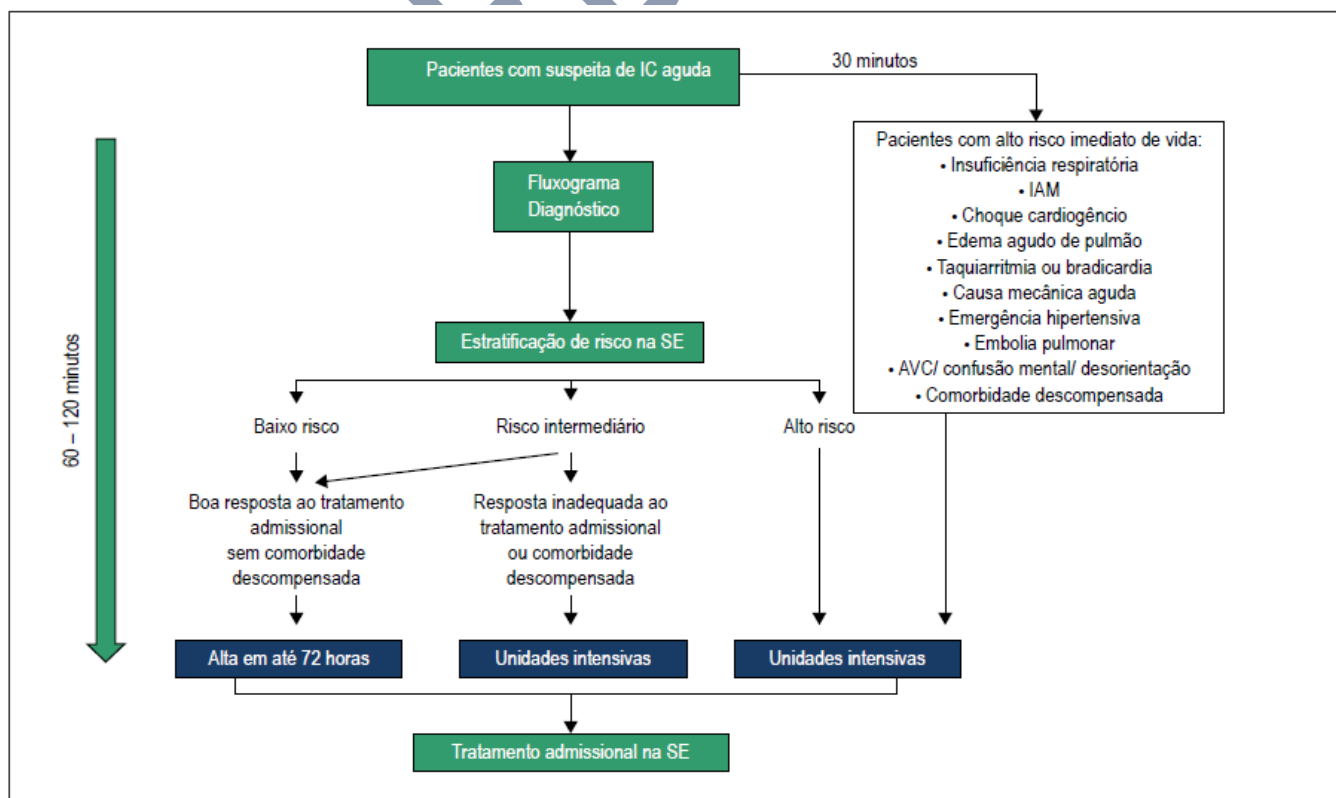 Pacientes com suspeita de IC aguda
30 minutos
Pacientes com alto risco imediato de vida:
• Insuficiência respiratória
• IAM
• Choque cardiogêncio
• Edema agudo de pulmão
• Taquiarritmia ou bradicardia
• Causa mecânica aguda
• Emergência hipertensiva
• Embolia pulmonar
• AVC/ confusão mental/ desorientação
• Comorbidade descompensada
Fluxograma
Diagnóstico
60 – 120 minutos
Estratificação de risco na SE
Baixo risco
Risco intermediário
Alto risco
Boa resposta ao tratamento
admissional
sem comorbidade
descompensada
Resposta inadequada ao
tratamento admissional
ou comorbidade
descompensada
Alta em até 72 horas
Unidades intensivas
Unidades intensivas
Tratamento admissional na SE